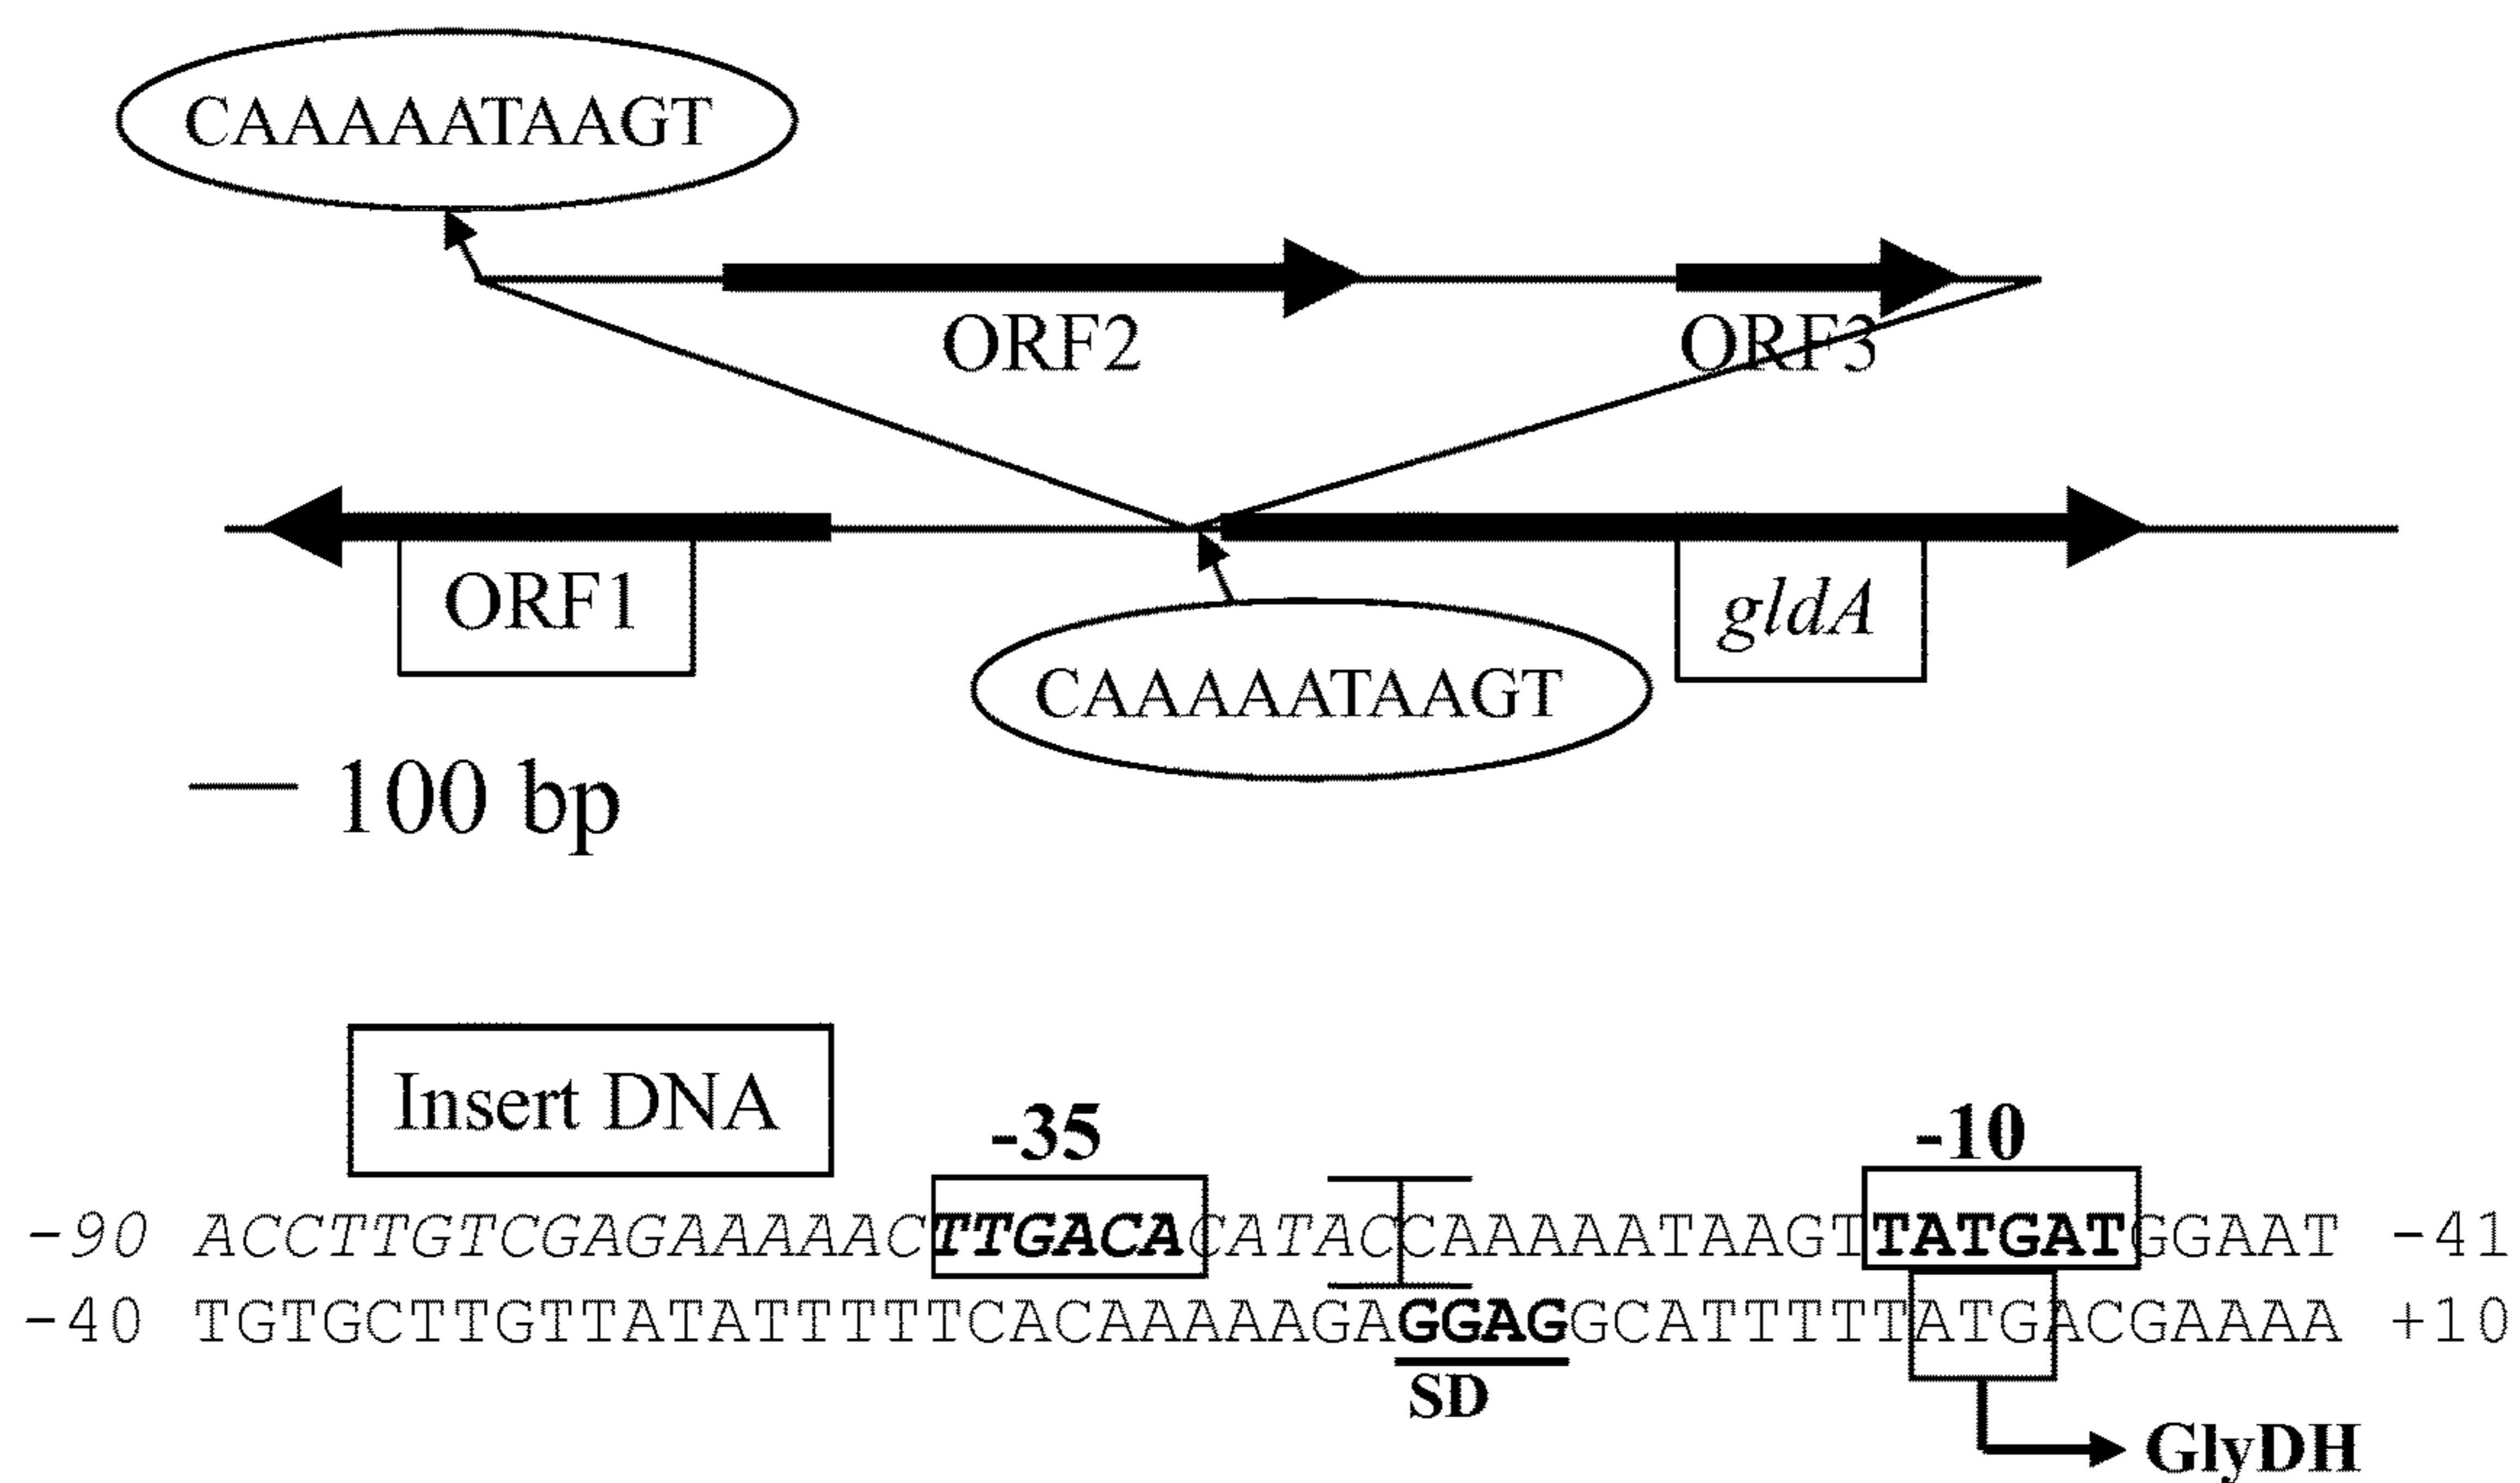 CAAAAATAAGT
ORF2
ORF3
ORF1
gldA
CAAAAATAAGT
100 bp
Insert DNA
-35
-10
-90 ACCTTGTCGAGAAAAACTTGACACATACCAAAAATAAGTTATGATGGAAT -41
-40 TGTGCTTGTTATATTTTTCACAAAAAGAGGAGGCATTTTTATGACGAAAA +10
SD
GlyDH